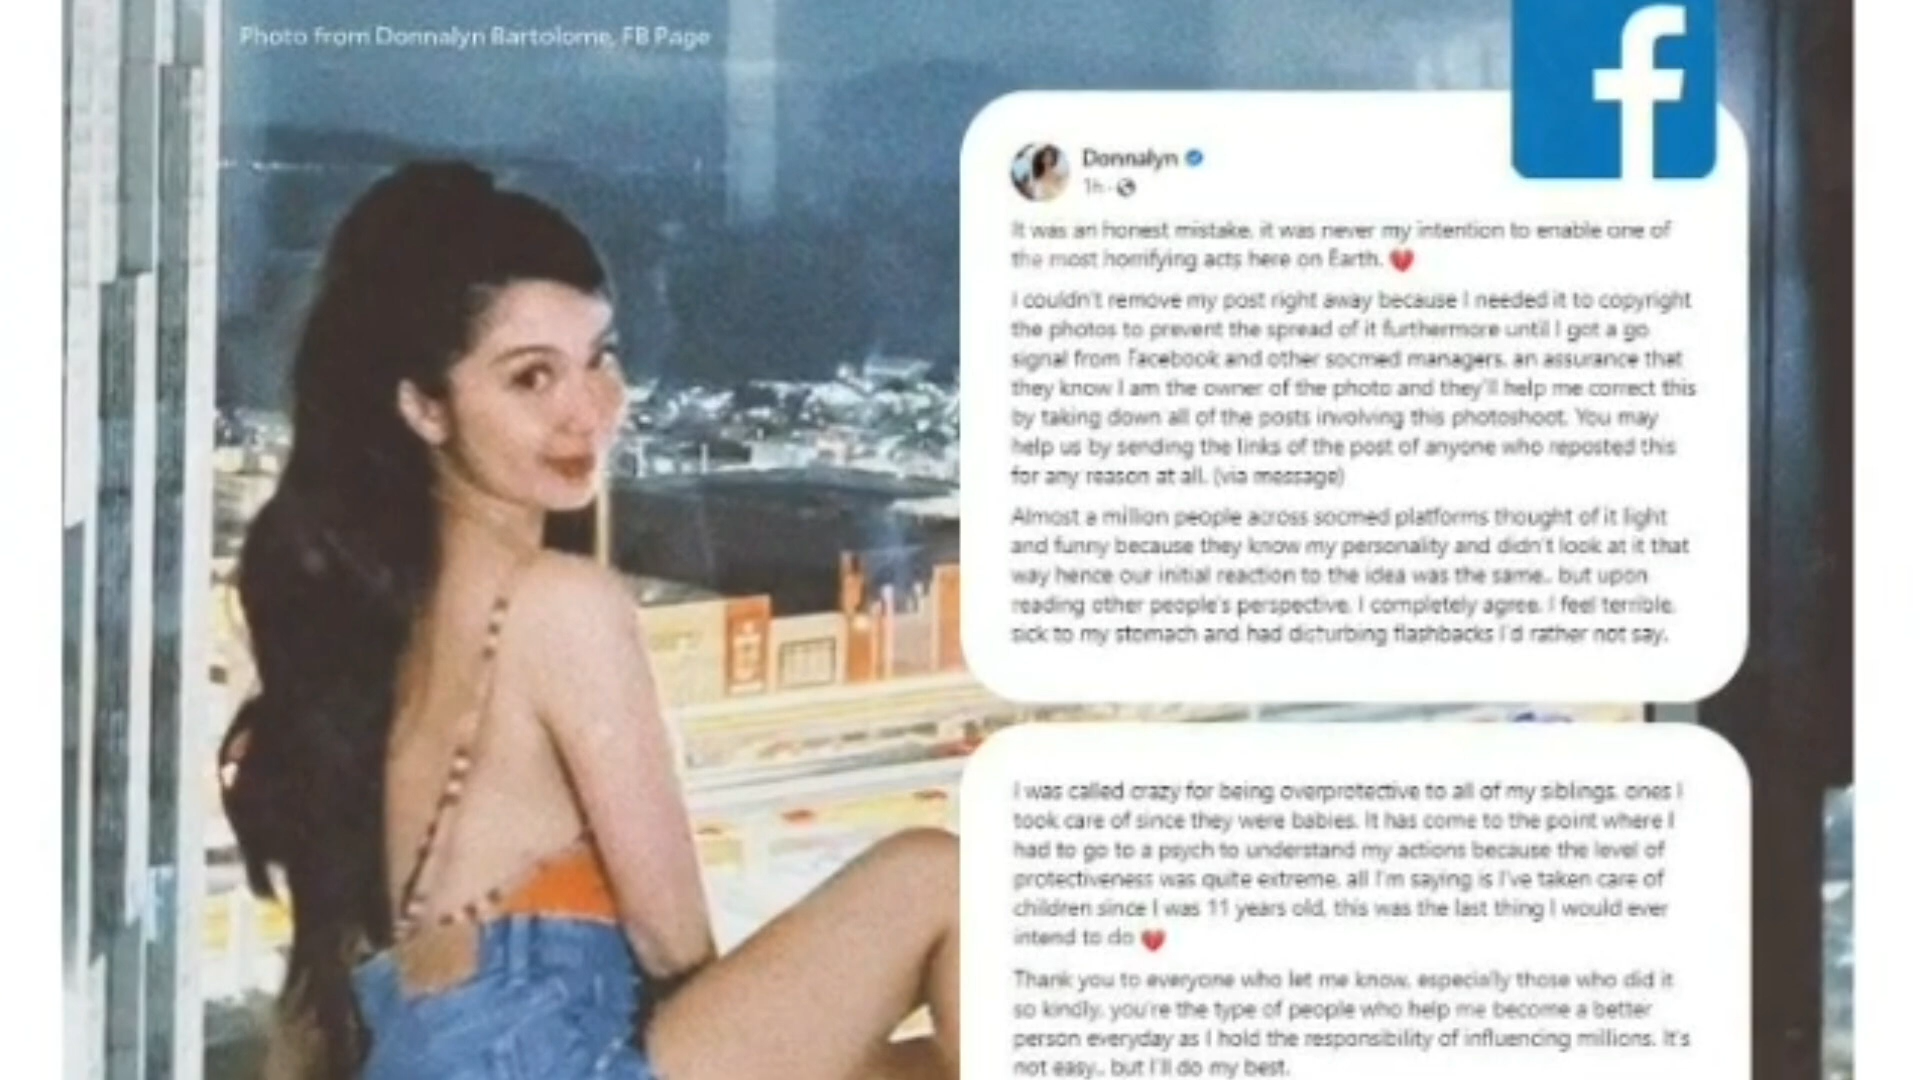 Photo from Donnalyn Bartolome, FB Page
Donnalyn
1h
It was an honest mistake, it was never my intention to enable one of
the most horrifying acts here on Earth. 💔
I couldn't remove my post right away because I needed it to copyright
the photos to prevent the spread of it furthermore until I got a go
signal from Facebook and other socmed managers, an assurance that
they know I am the owner of the photo and they'll help me correct this
by taking down all of the posts involving this photoshoot. You may
help us by sending the links of the post of anyone who reposted this
for any reason at all. (via message)
Almost a million people across socmed platforms thought of it light
and funny because they know my personality and didn't look at it that
way hence our initial reaction to the idea was the same.. but upon
reading other people's perspective, I completely agree. I feel terrible,
sick to my stomach and had disturbing flashbacks I'd rather not say.
I was called crazy for being overprotective to all of my siblings, ones I
took care of since they were babies. It has come to the point where I
had to go to a psych to understand my actions because the level of
protectiveness was quite extreme, all I'm saying is I've taken care of
children since I was 11 years old, this was the last thing I would ever
intend to do 💔
Thank you to everyone who let me know, especially those who did it
so kindly, you're the type of people who help me become a better
person everyday as I hold the responsibility of influencing millions. It's
not easy.. but I'll do my best.